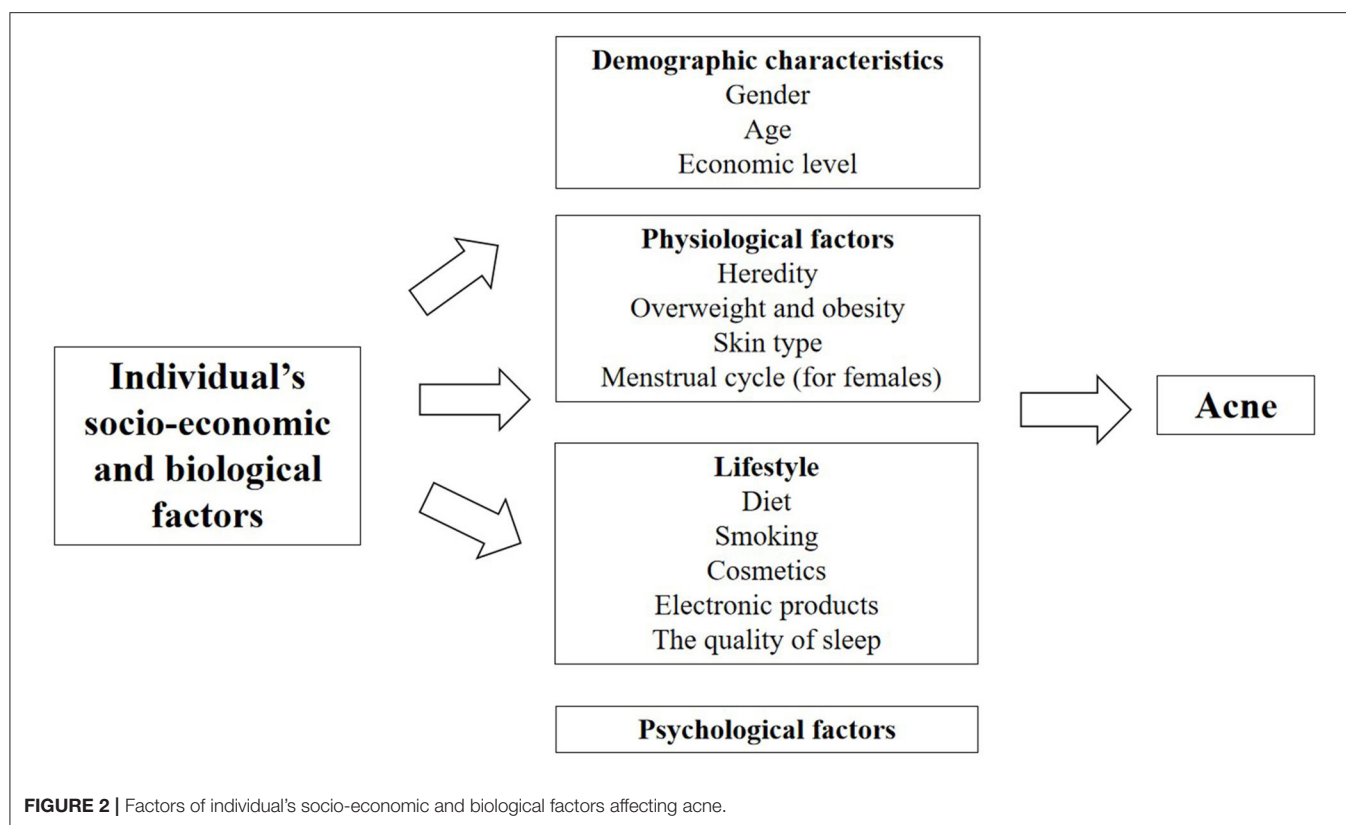 Demographic characteristics
Gender
Age
Economic level
Physiological factors
Heredity
Overweight and obesity
Skin type
Menstrual cycle (for females)
Individual's
socio-economic
and biological
factors
Acne
Lifestyle
Diet
Smoking
Cosmetics
Electronic products
The quality of sleep
Psychological factors
FIGURE 2 | Factors of individual's socio-economic and biological factors affecting acne.